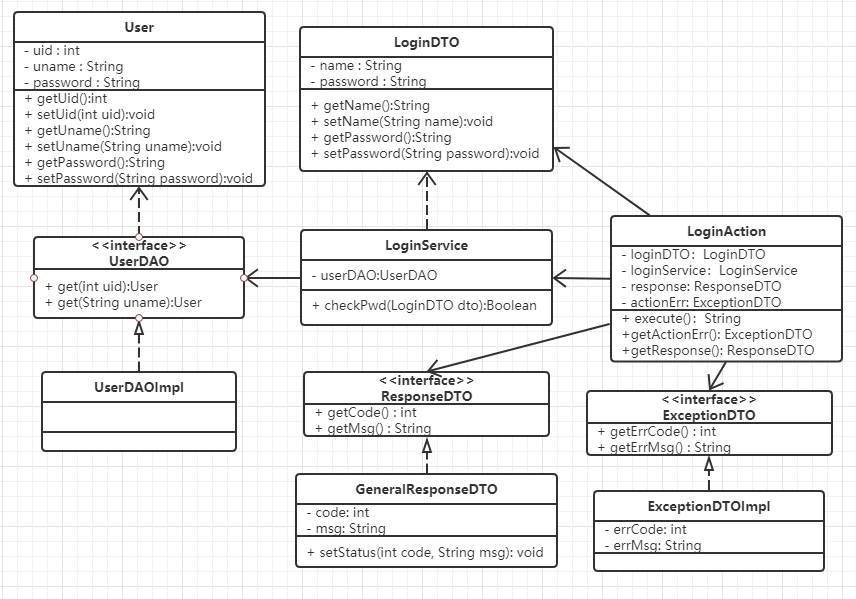 User
- uid : int
- uname : String
- password : String
+ getUid():int
+ setUid(int uid):void
+ getUname():String
+ setUname(String uname):void
+ getPassword():String
+ setPassword(String password):void
LoginDTO
- name : String
- password : String
+ getName():String
+ setName(String name):void
+ getPassword():String
+ setPassword(String password):void
<<interface>>
UserDAO
+ get(int uid):User
+ get(String uname):User
LoginService
- userDAO:UserDAO
+ checkPwd(LoginDTO dto):Boolean
LoginAction
- loginDTO： LoginDTO
- loginService： LoginService
- response: ResponseDTO
- actionErr: ExceptionDTO
+ execute()： String
+getActionErr(): ExceptionDTO
+getResponse(): ResponseDTO
UserDAOImpl
<<interface>>
ResponseDTO
+ getCode() : int
+ getMsg() : String
<<interface>>
ExceptionDTO
+ getErrCode() : int
+ getErrMsg() : String
GeneralResponseDTO
- code: int
- msg: String
+ setStatus(int code, String msg): void
ExceptionDTOImpl
- errCode: int
- errMsg: String